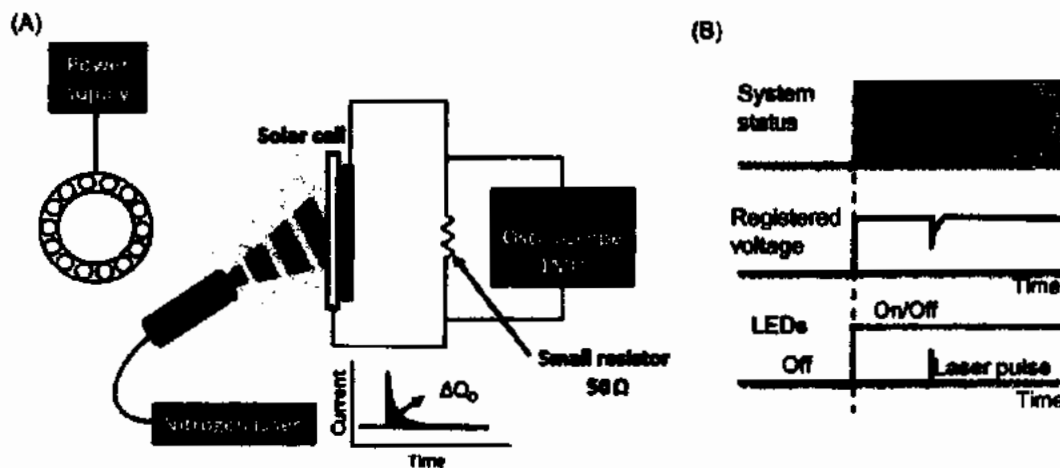 (A)
Power
supply
Solar cell
Small resistor
50 Ω
Nitrogen laser
Current
ΔQ₀
Time
(B)
System
status
Registered
voltage
Time
On/Off
LEDs
Off
Laser pulse
Time